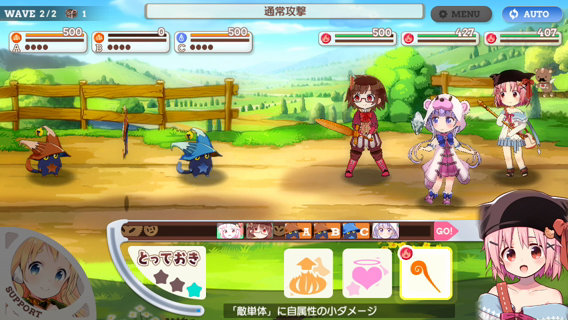 WAVE 2/2 1
通常攻撃
MENU
AUTO
500
A
0
B
500
C
500
427
407
A
B
C
GO!
とっておき
SUPPORT
「敵単体」に自属性の小ダメージ